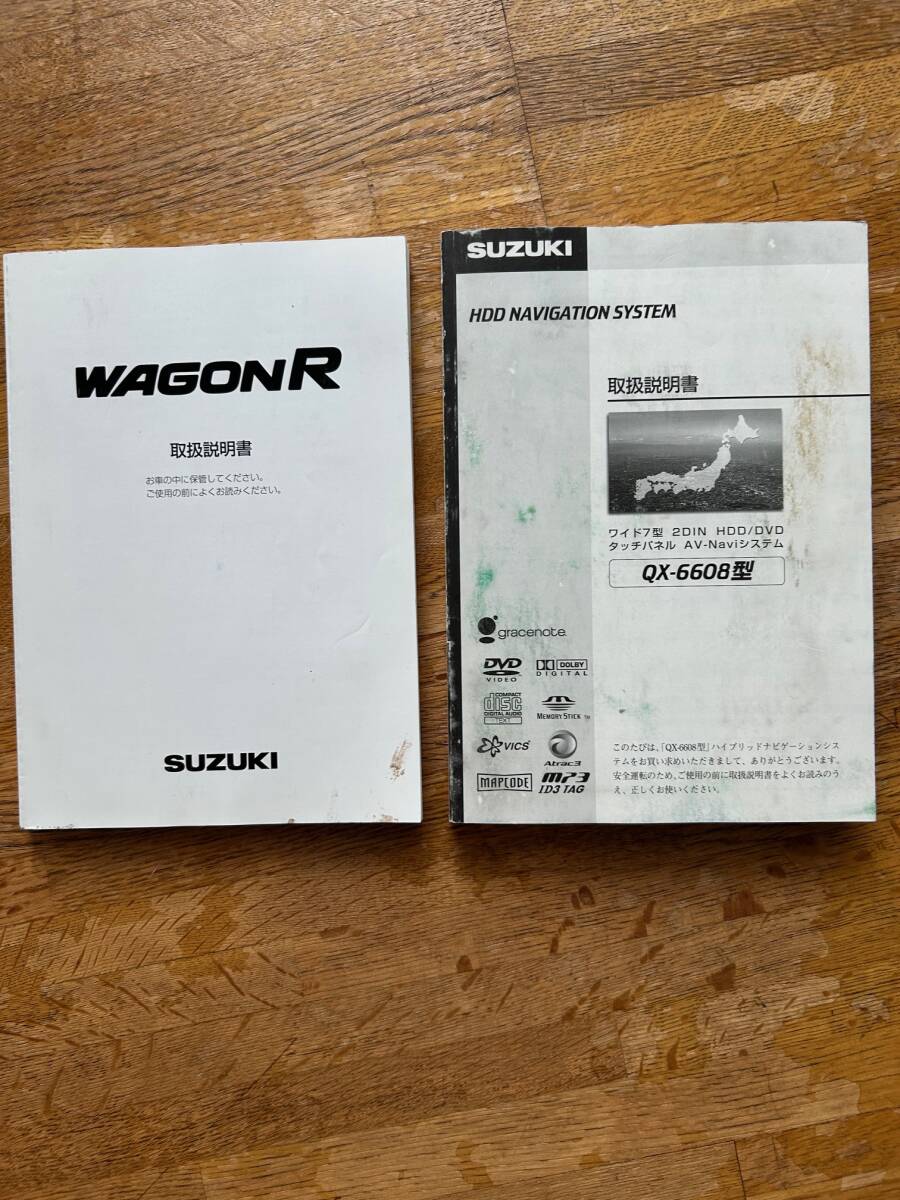 WAGON R
取扱説明書
お車の中に保管してください。
ご使用の前によくお読みください。
SUZUKI
SUZUKI
HDD NAVIGATION SYSTEM
取扱説明書
ワイド7型 2DIN HDD/DVD
タッチパネル AV-Naviシステム
QX-6608型
gracenote.
DVD
VIDEO
DOLBY
DIGITAL
COMPACT
disc
DIGITAL AUDIO
TEXT
MEMORY STICK TM
VICS
Atrac3
MAPCODE
mp3
ID3 TAG
このたびは、「QX-6608型」ハイブリッドナビゲーションシス
テムをお買い求めいただきまして、ありがとうございます。
安全運転のため、ご使用の前に取扱説明書をよくお読みのう
え、正しくお使いください。